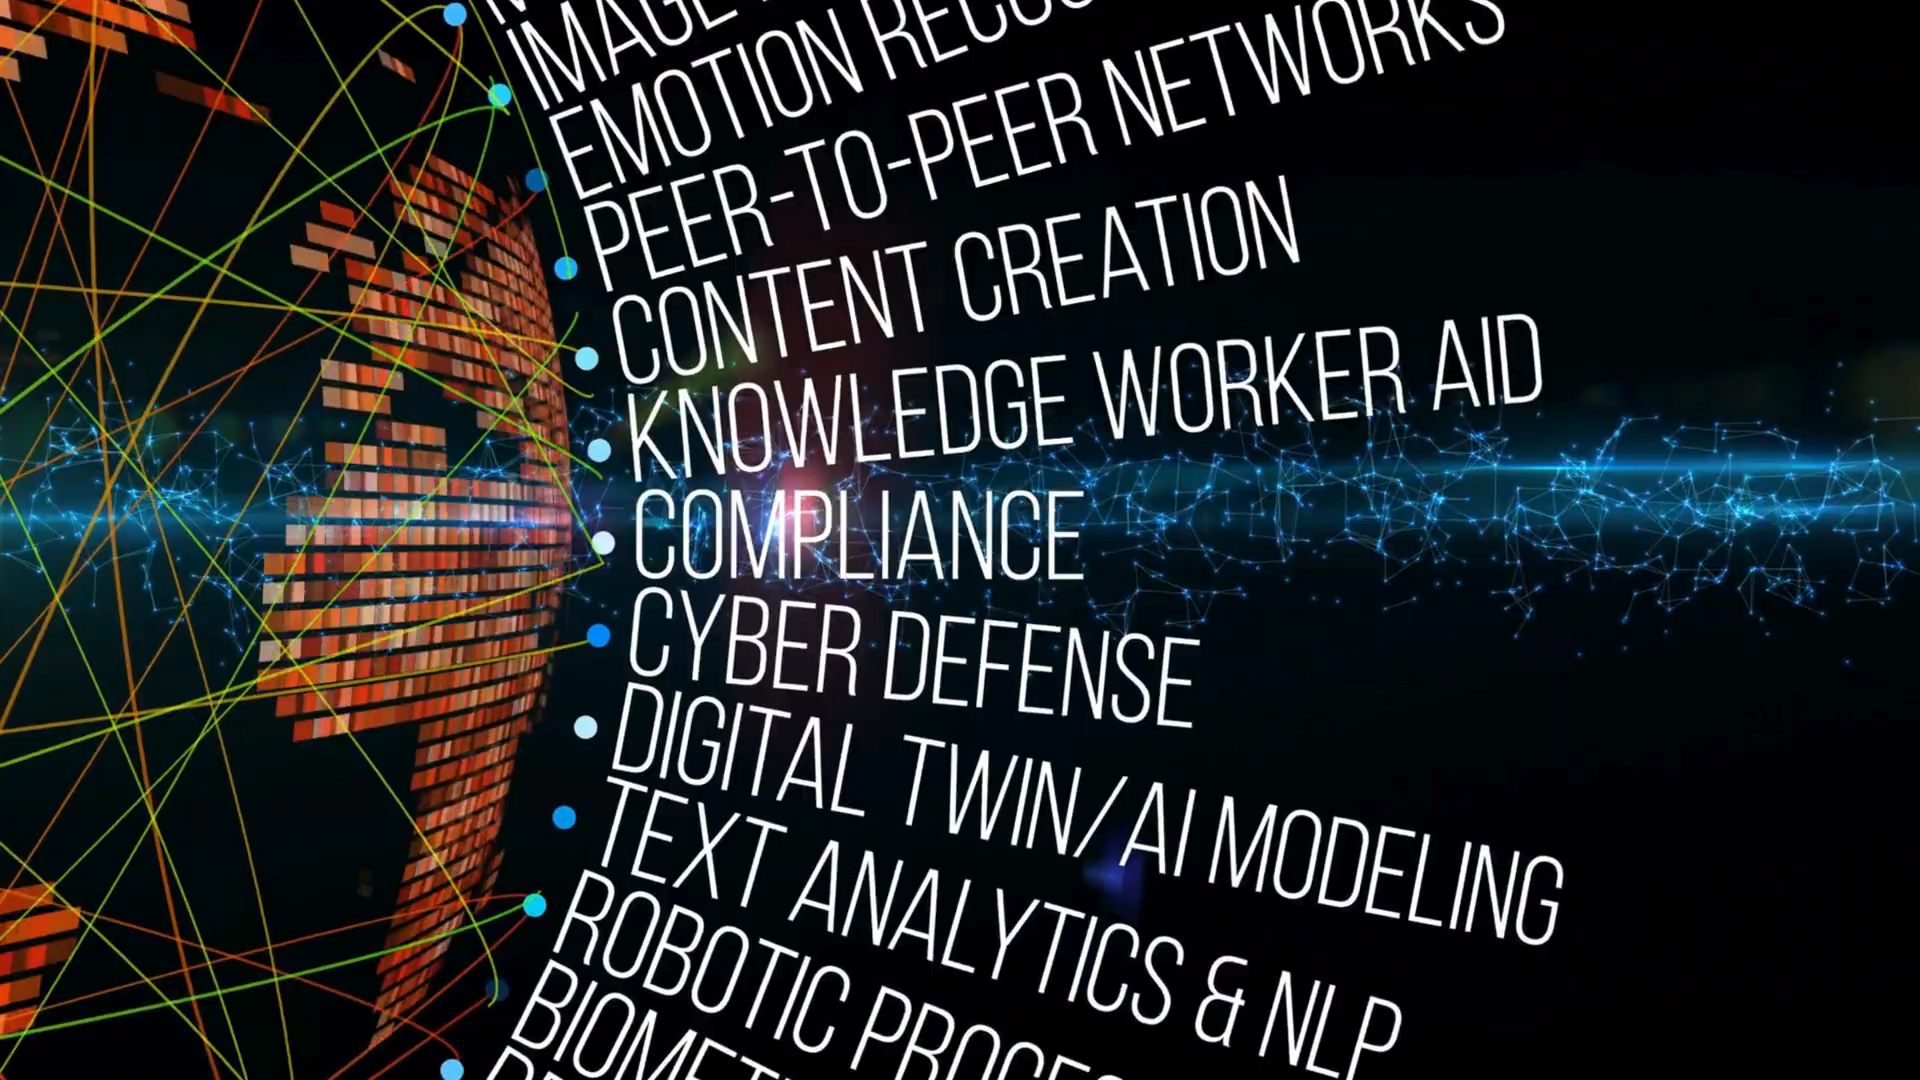 IMAGE
EMOTION
PEER-TO-PEER NETWORKS
CONTENT CREATION
KNOWLEDGE WORKER AID
COMPLIANCE
CYBER DEFENSE
DIGITAL TWIN/AI MODELING
TEXT ANALYTICS & NLP
ROBOTIC